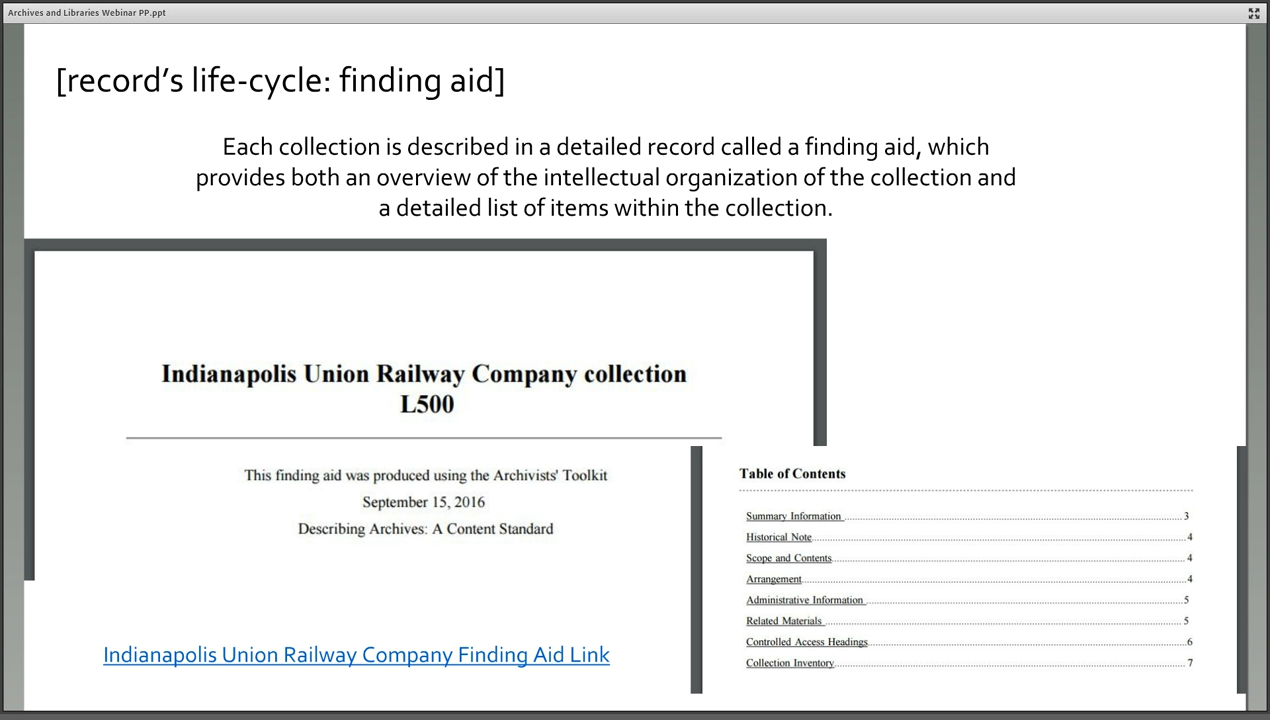 Archives and Libraries Webinar PP.ppt
[record's life-cycle: finding aid]
Each collection is described in a detailed record called a finding aid, which
provides both an overview of the intellectual organization of the collection and
a detailed list of items within the collection.
Indianapolis Union Railway Company collection
L500
This finding aid was produced using the Archivists' Toolkit
September 15, 2016
Describing Archives: A Content Standard
Indianapolis Union Railway Company Finding Aid Link
Table of Contents
Summary Information 3
Historical Note 4
Scope and Contents 4
Arrangement 4
Administrative Information 5
Related Materials 5
Controlled Access Headings 6
Collection Inventory 7